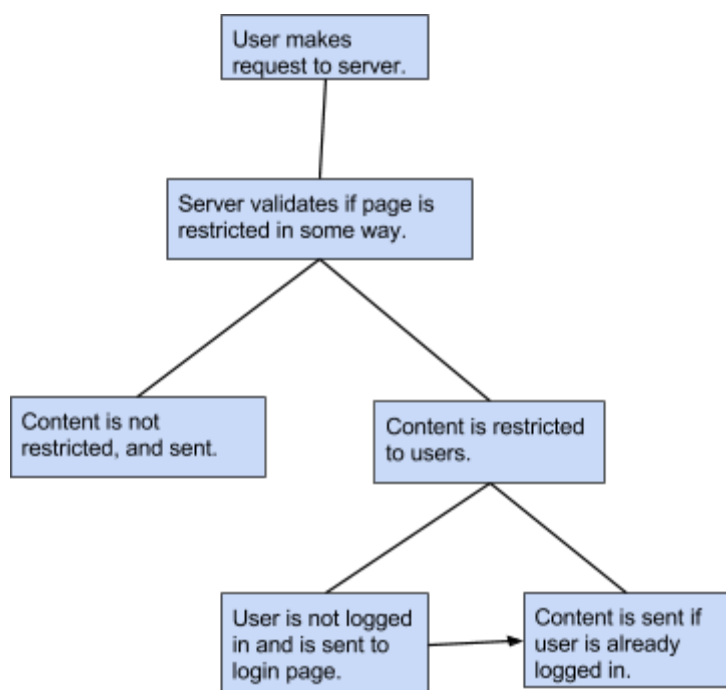 User makes
request to server.
Server validates if page is
restricted in some way.
Content is not
restricted, and sent.
Content is restricted
to users.
User is not logged
in and is sent to
login page.
Content is sent if
user is already
logged in.